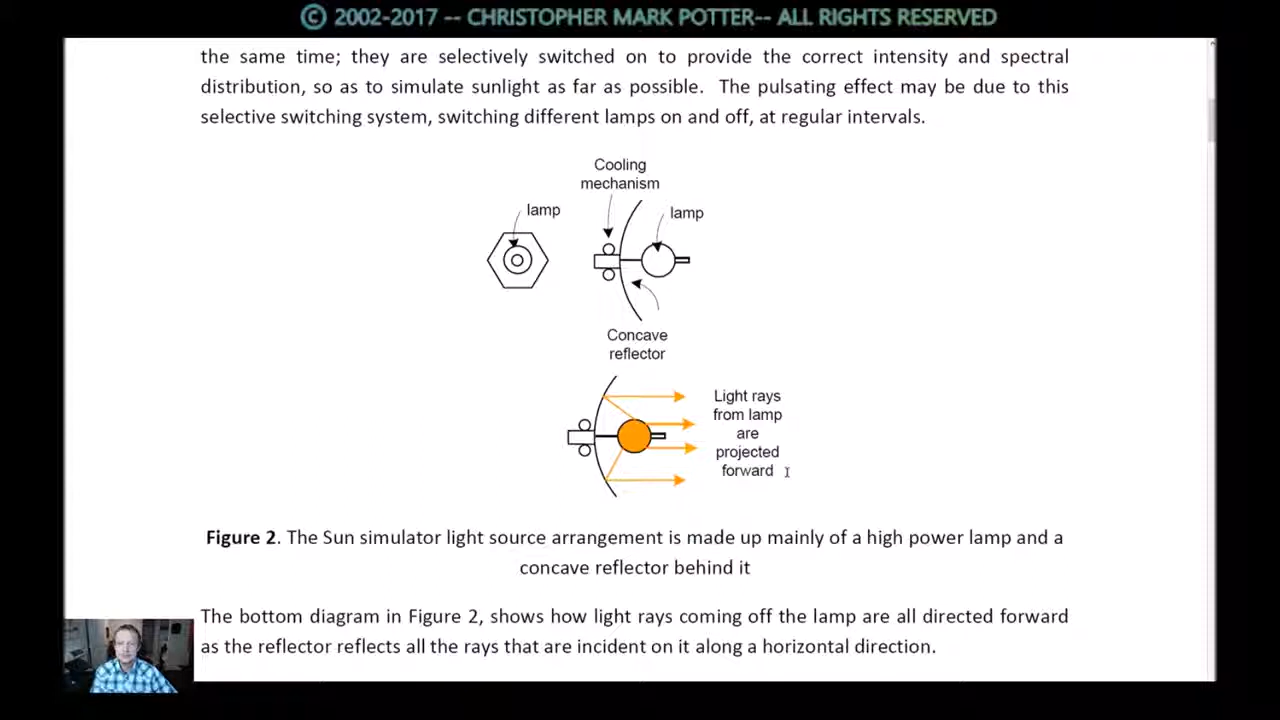 © 2002-2017 -- CHRISTOPHER MARK POTTER-- ALL RIGHTS RESERVED
the same time; they are selectively switched on to provide the correct intensity and spectral
distribution, so as to simulate sunlight as far as possible.  The pulsating effect may be due to this
selective switching system, switching different lamps on and off, at regular intervals.
Cooling
mechanism
lamp
lamp
Concave
reflector
Light rays
from lamp
are
projected
forward
Figure 2. The Sun simulator light source arrangement is made up mainly of a high power lamp and a
concave reflector behind it
The bottom diagram in Figure 2, shows how light rays coming off the lamp are all directed forward
as the reflector reflects all the rays that are incident on it along a horizontal direction.